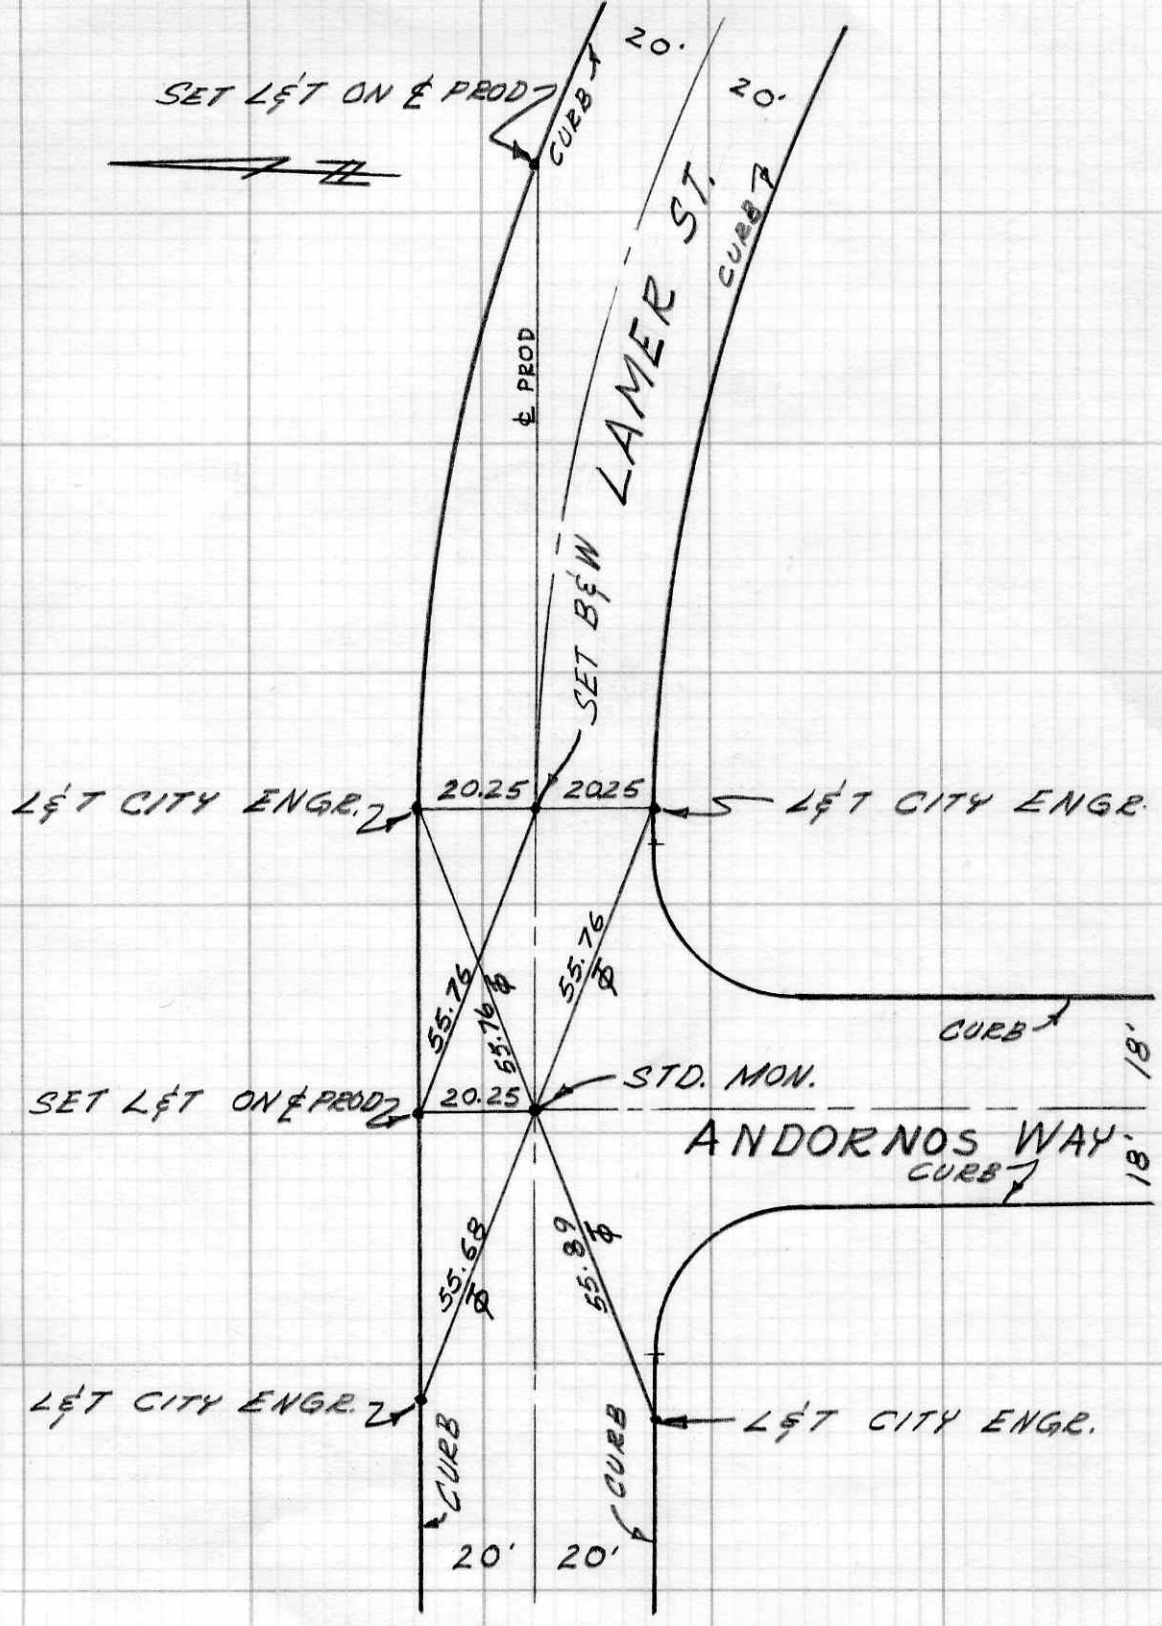 20'
SET L&T ON ℄ PROD
20'
CURB
CURB
LAMER ST.
℄ PROD
SET B&W
20.25
2025
L&T CITY ENGR.
L&T CITY ENGR.
55.76
55.76
55.76
CURB
18'
SET L&T ON ℄ PROD
20.25
STD. MON.
ANDORNOS WAY
18'
CURB
55.68
55.89
L&T CITY ENGR.
L&T CITY ENGR.
CURB
CURB
20'
20'